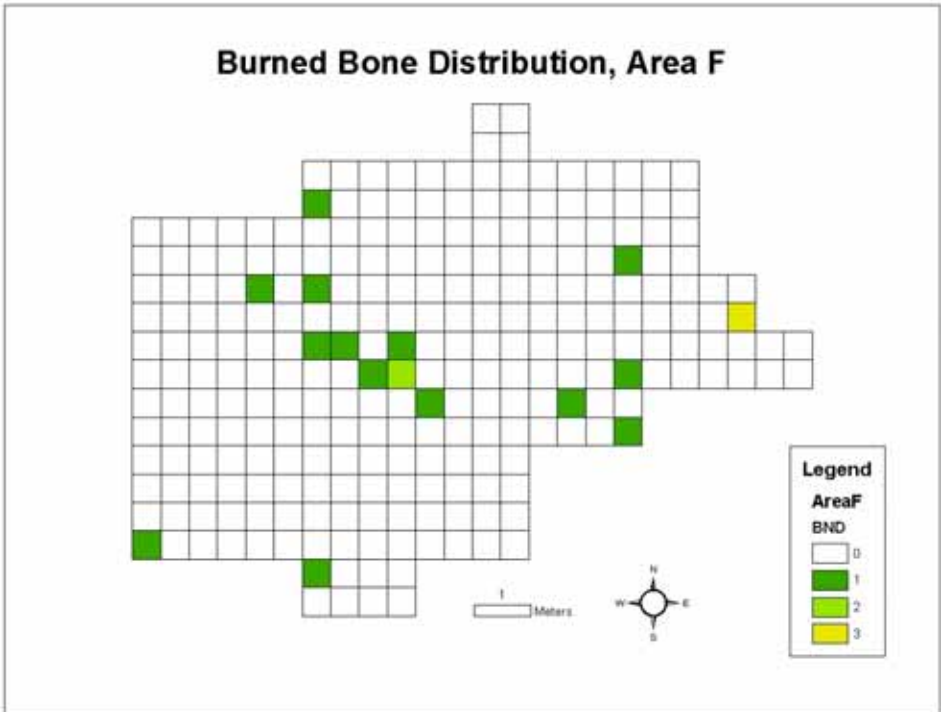 Burned Bone Distribution, Area F
Legend
AreaF
BND
0
1
2
3
1
Meters
N
W
E
S